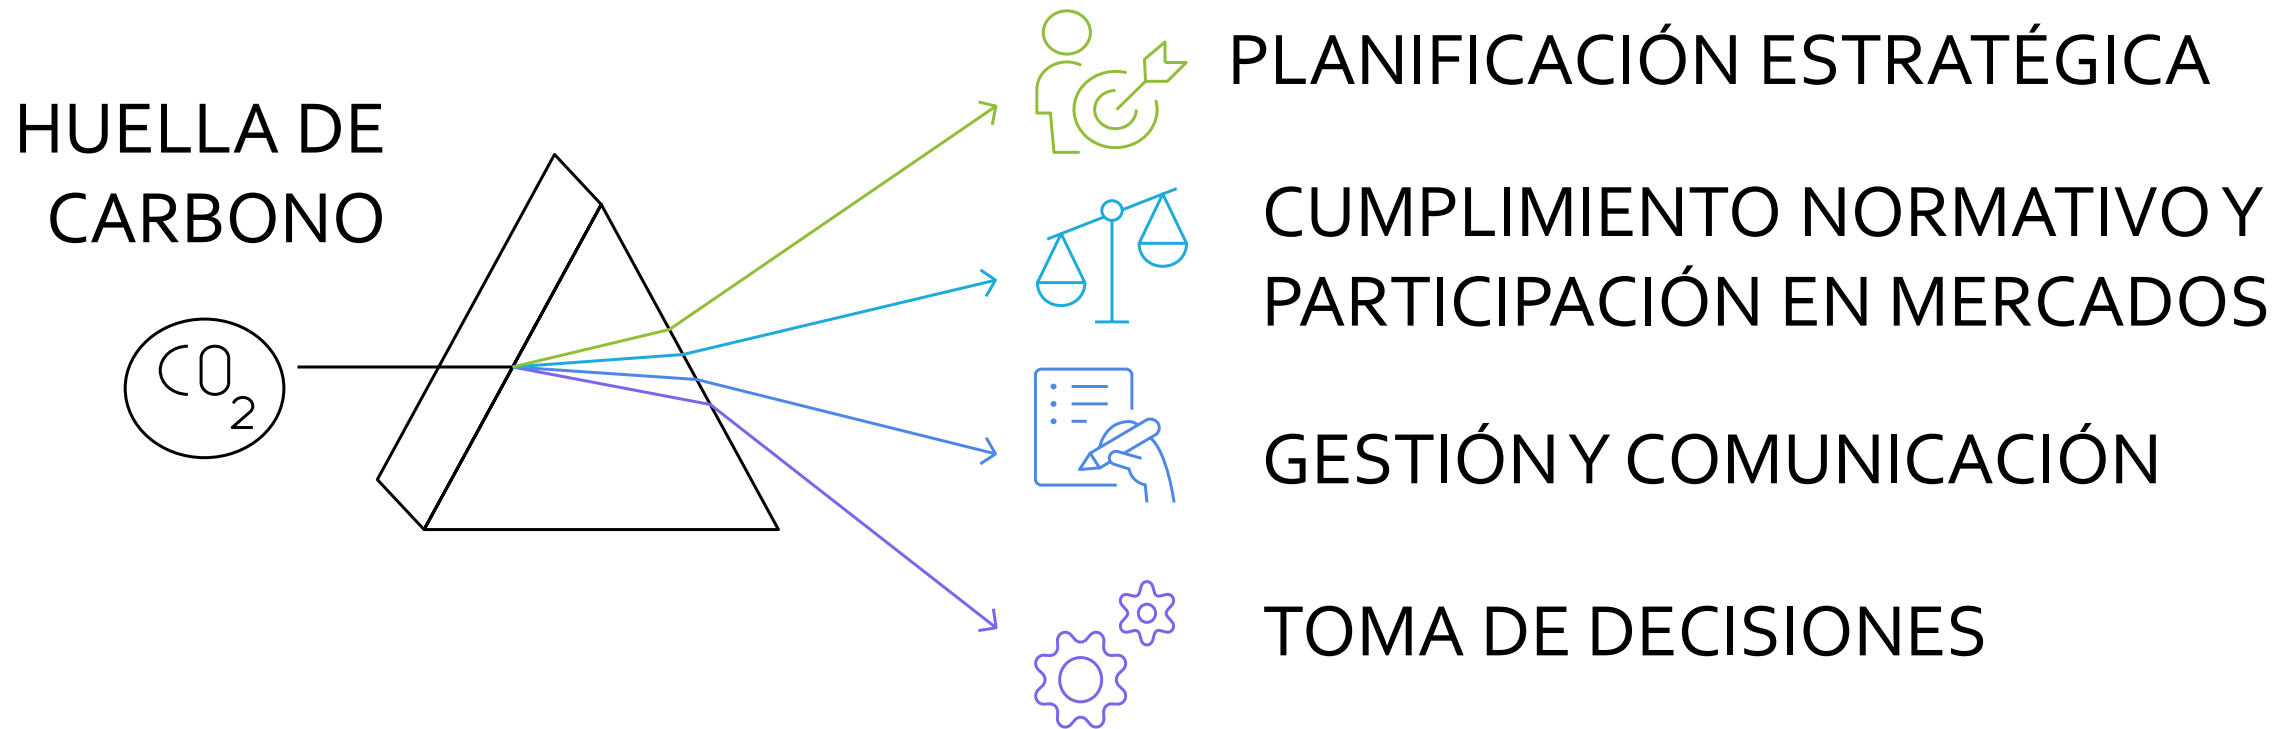 HUELLA DE
CARBONO
CO2
PLANIFICACIÓN ESTRATÉGICA
CUMPLIMIENTO NORMATIVO Y
PARTICIPACIÓN EN MERCADOS
GESTIÓN Y COMUNICACIÓN
TOMA DE DECISIONES